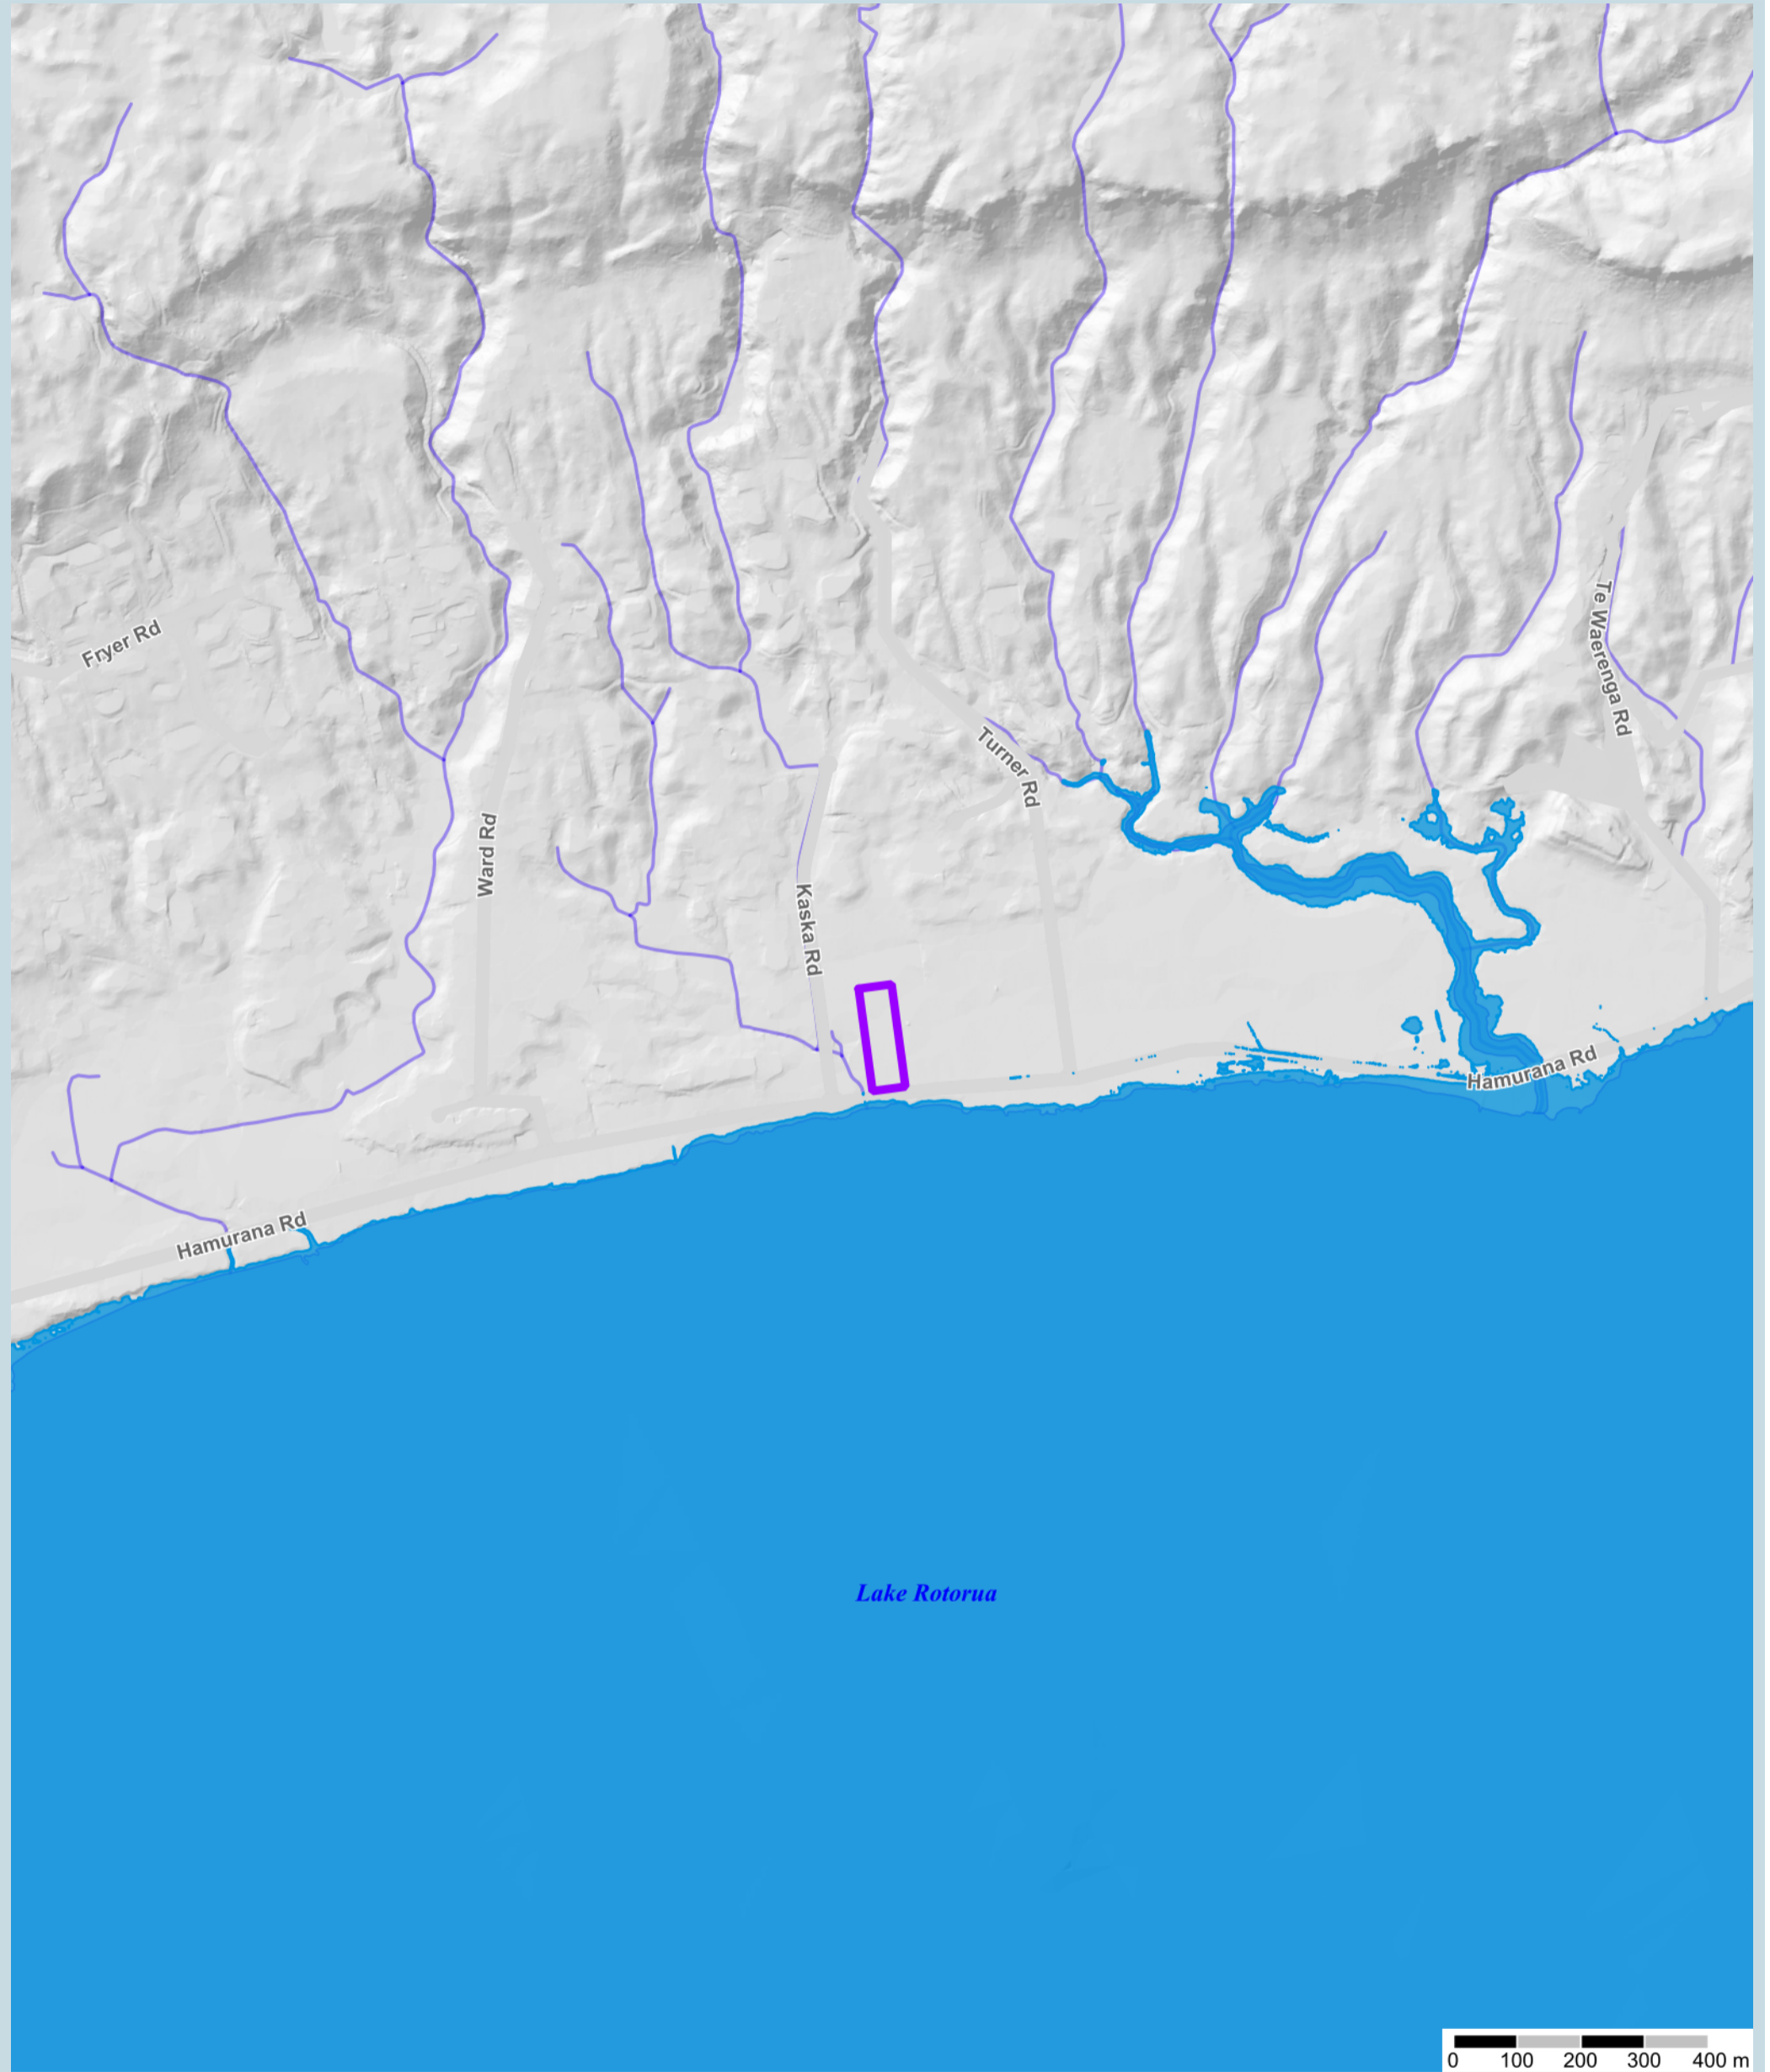 Fryer Rd
Te Waerenga Rd
Turner Rd
Ward Rd
Kaska Rd
Hamurana Rd
Hamurana Rd
Lake Rotorua
0 100 200 300 400 m